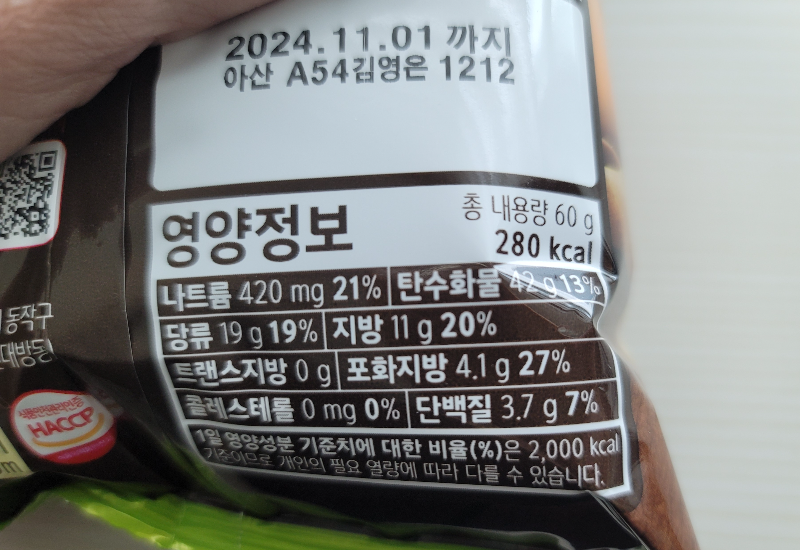 2024.11.01 까지
아산 A54김영은 1212
영양정보
총 내용량 60 g
280 kcal
나트륨 420 mg 21% 탄수화물 42 g 13%
당류 19 g 19% 지방 11 g 20%
트랜스지방 0 g 포화지방 4.1 g 27%
콜레스테롤 0 mg 0% 단백질 3.7 g 7%
1일 영양성분 기준치에 대한 비율(%)은 2,000 kcal
기준이므로 개인의 필요 열량에 따라 다를 수 있습니다.
동작구
HACCP